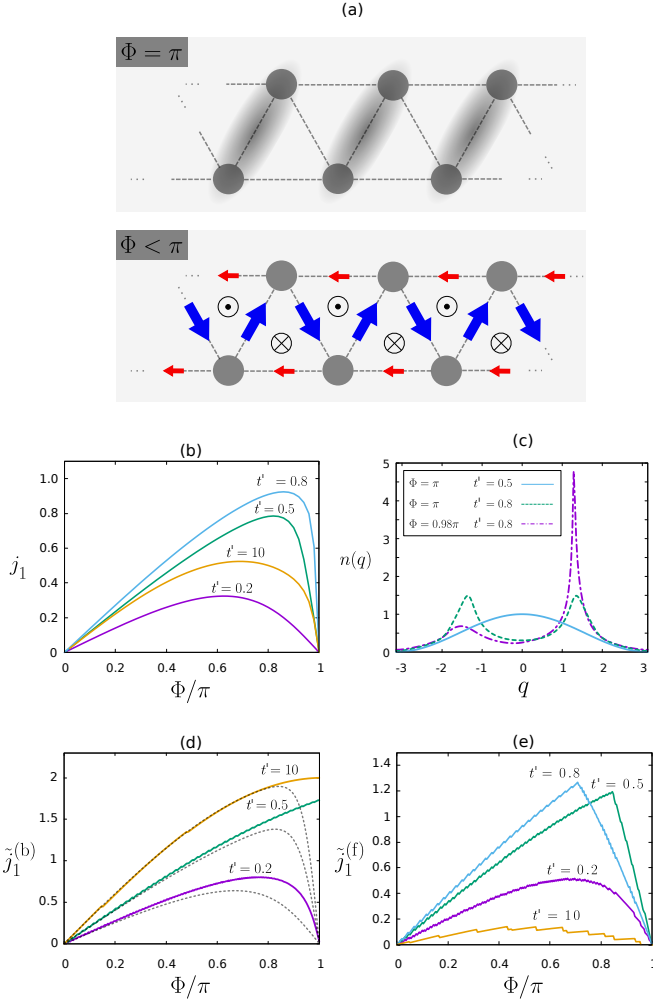 (a)
Φ = π
Φ < π
(b)
t' = 0.8
t' = 0.5
t' = 10
t' = 0.2
j₁
1.0
0.8
0.6
0.4
0.2
0
0 0.2 0.4 0.6 0.8 1
Φ/π
(c)
Φ = π t' = 0.5
Φ = π t' = 0.8
Φ = 0.98π t' = 0.8
n(q)
5
4
3
2
1
0
-3 -2 -1 0 1 2 3
q
(d)
t' = 10
t' = 0.5
t' = 0.2
j̃₁⁽ᵇ⁾
2
1.5
1
0.5
0
0 0.2 0.4 0.6 0.8 1
Φ/π
(e)
t' = 0.8
t' = 0.5
t' = 0.2
t' = 10
j̃₁⁽ᶠ⁾
1.4
1.2
1
0.8
0.6
0.4
0.2
0
0 0.2 0.4 0.6 0.8 1
Φ/π